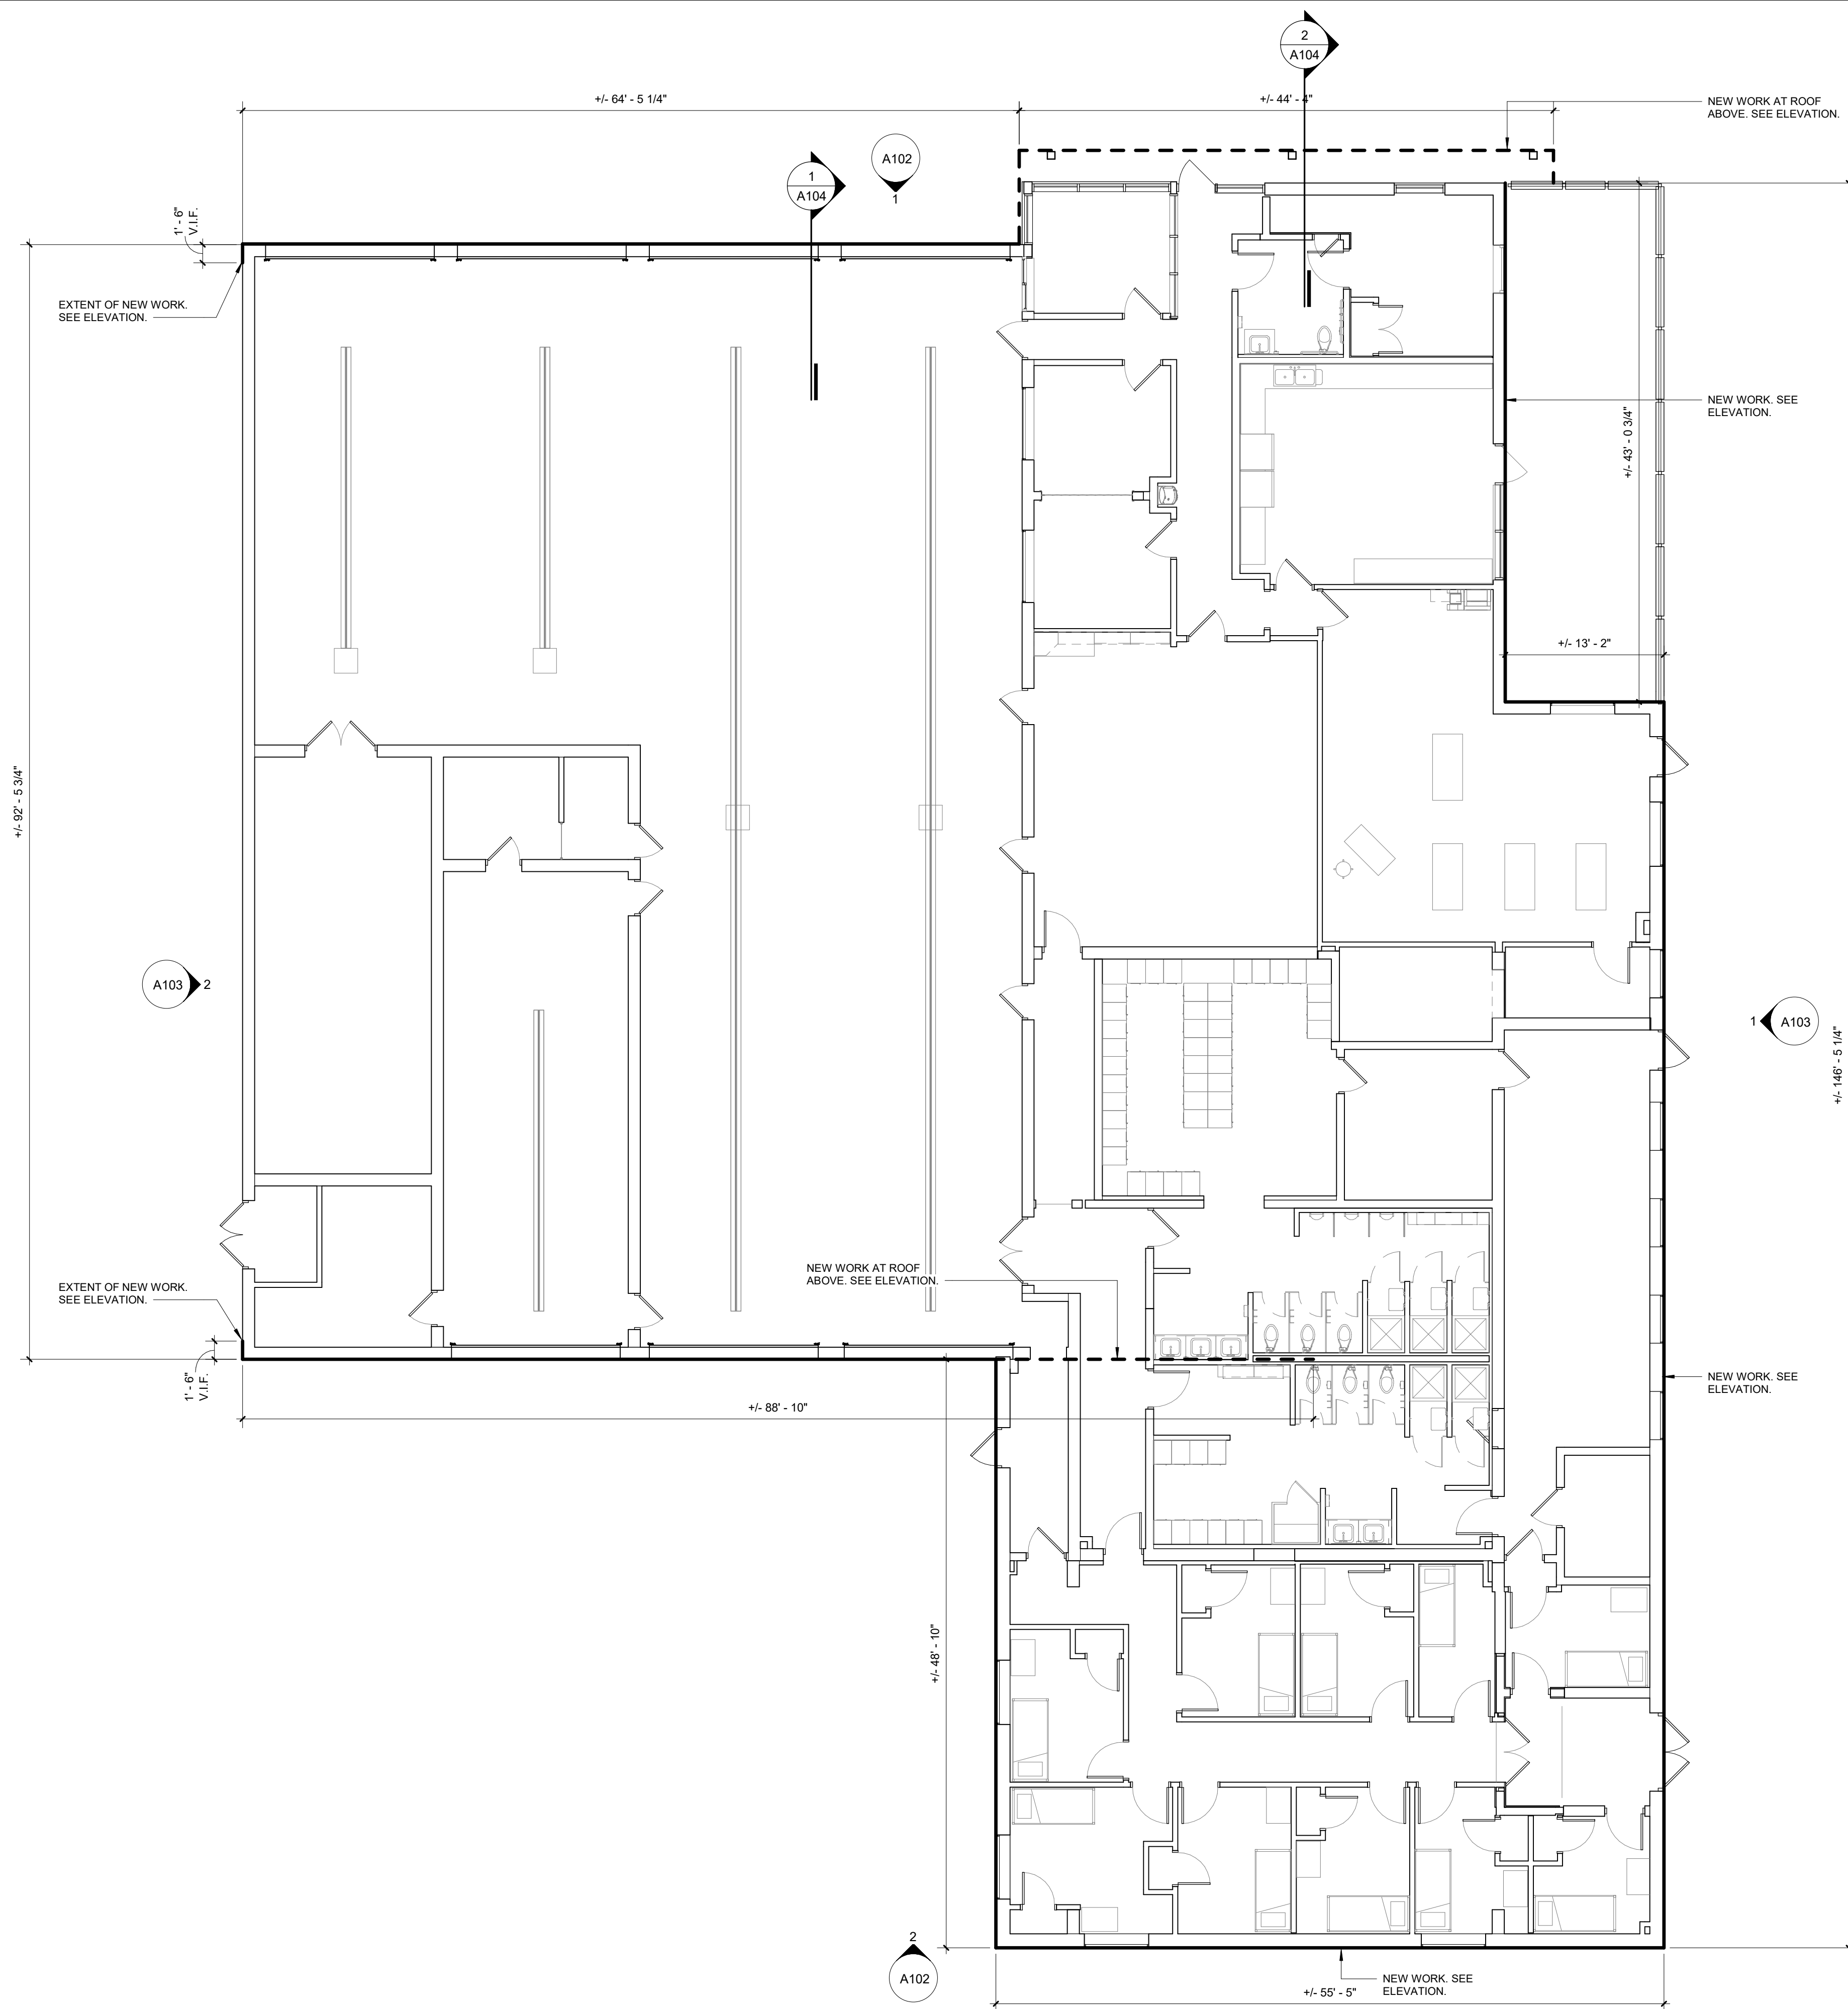 2
A104
+/- 64' - 5 1/4"
+/- 44' - 4"
NEW WORK AT ROOF
ABOVE. SEE ELEVATION.
A102
1
1
A104
1' - 6"
V.I.F.
EXTENT OF NEW WORK.
SEE ELEVATION.
NEW WORK. SEE
ELEVATION.
+/- 43' - 0 3/4"
+/- 13' - 2"
+/- 92' - 5 3/4"
A103
2
1
A103
+/- 146' - 5 1/4"
NEW WORK AT ROOF
ABOVE. SEE ELEVATION.
EXTENT OF NEW WORK.
SEE ELEVATION.
1' - 6"
V.I.F.
+/- 88' - 10"
NEW WORK. SEE
ELEVATION.
+/- 48' - 10"
2
A102
NEW WORK. SEE
ELEVATION.
+/- 55' - 5"